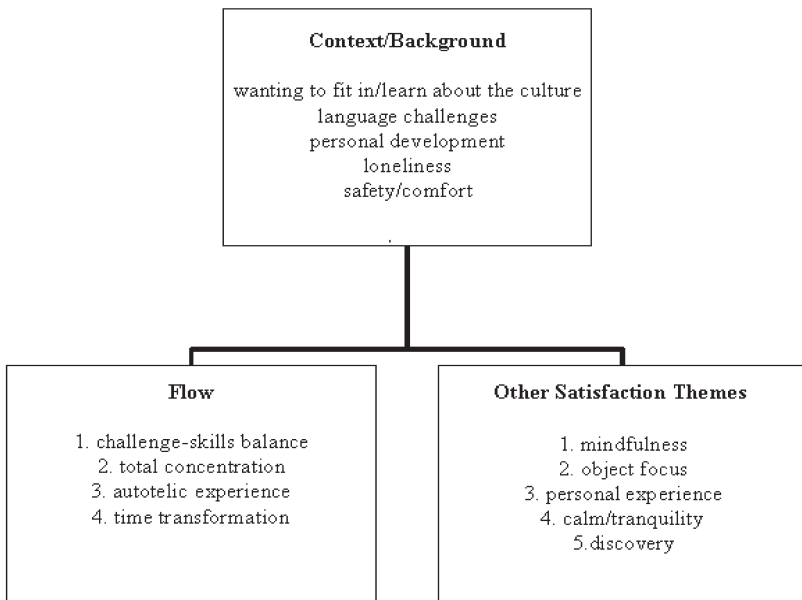 Context/Background
wanting to fit in/learn about the culture
language challenges
personal development
loneliness
safety/comfort
.
Flow
1. challenge-skills balance
2. total concentration
3. autotelic experience
4. time transformation
Other Satisfaction Themes
1. mindfulness
2. object focus
3. personal experience
4. calm/tranquility
5.discovery